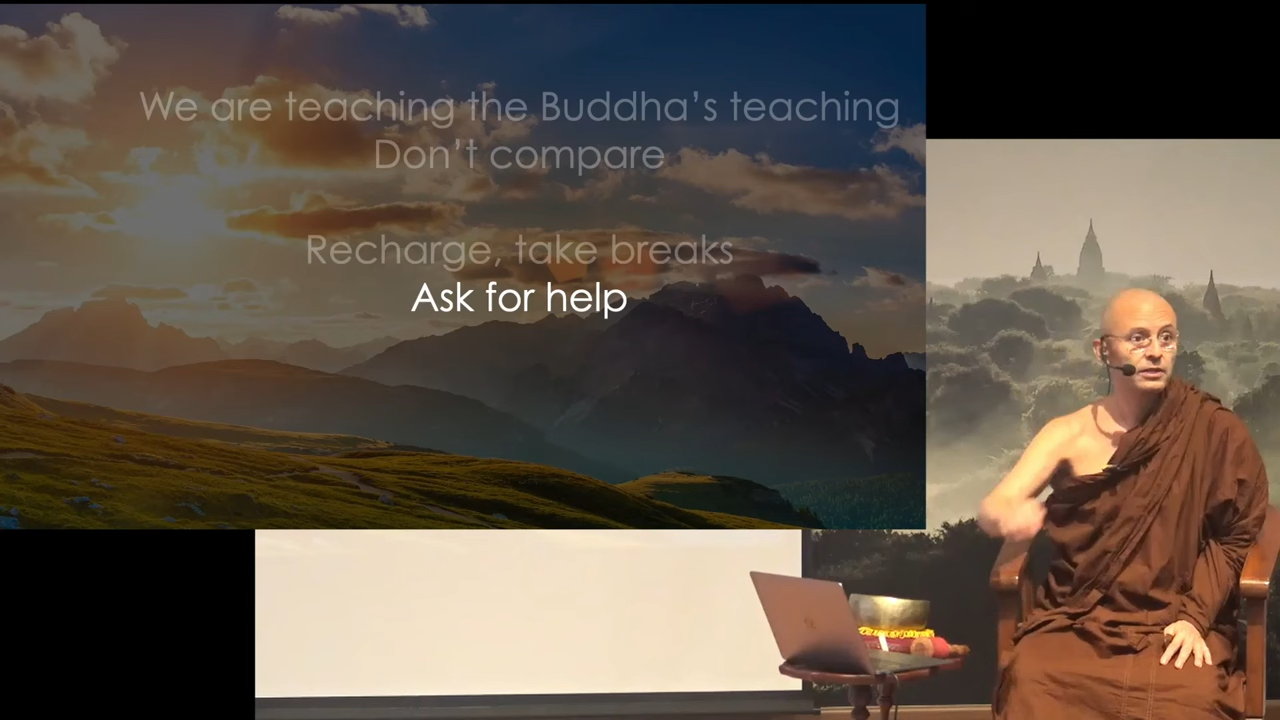 We are teaching the Buddha’s teaching
Don’t compare
Recharge, take breaks
Ask for help